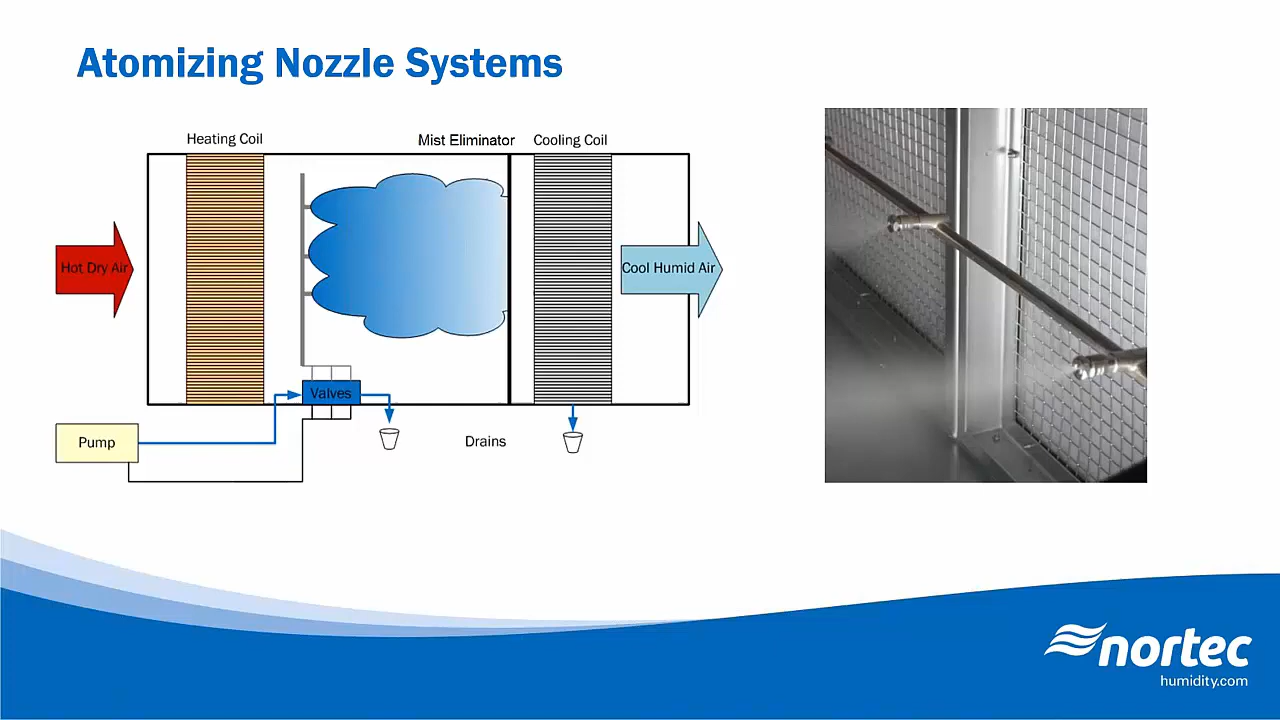 Atomizing Nozzle Systems
Heating Coil
Mist Eliminator
Cooling Coil
Hot Dry Air
Cool Humid Air
Valves
Pump
Drains
nortec
humidity.com